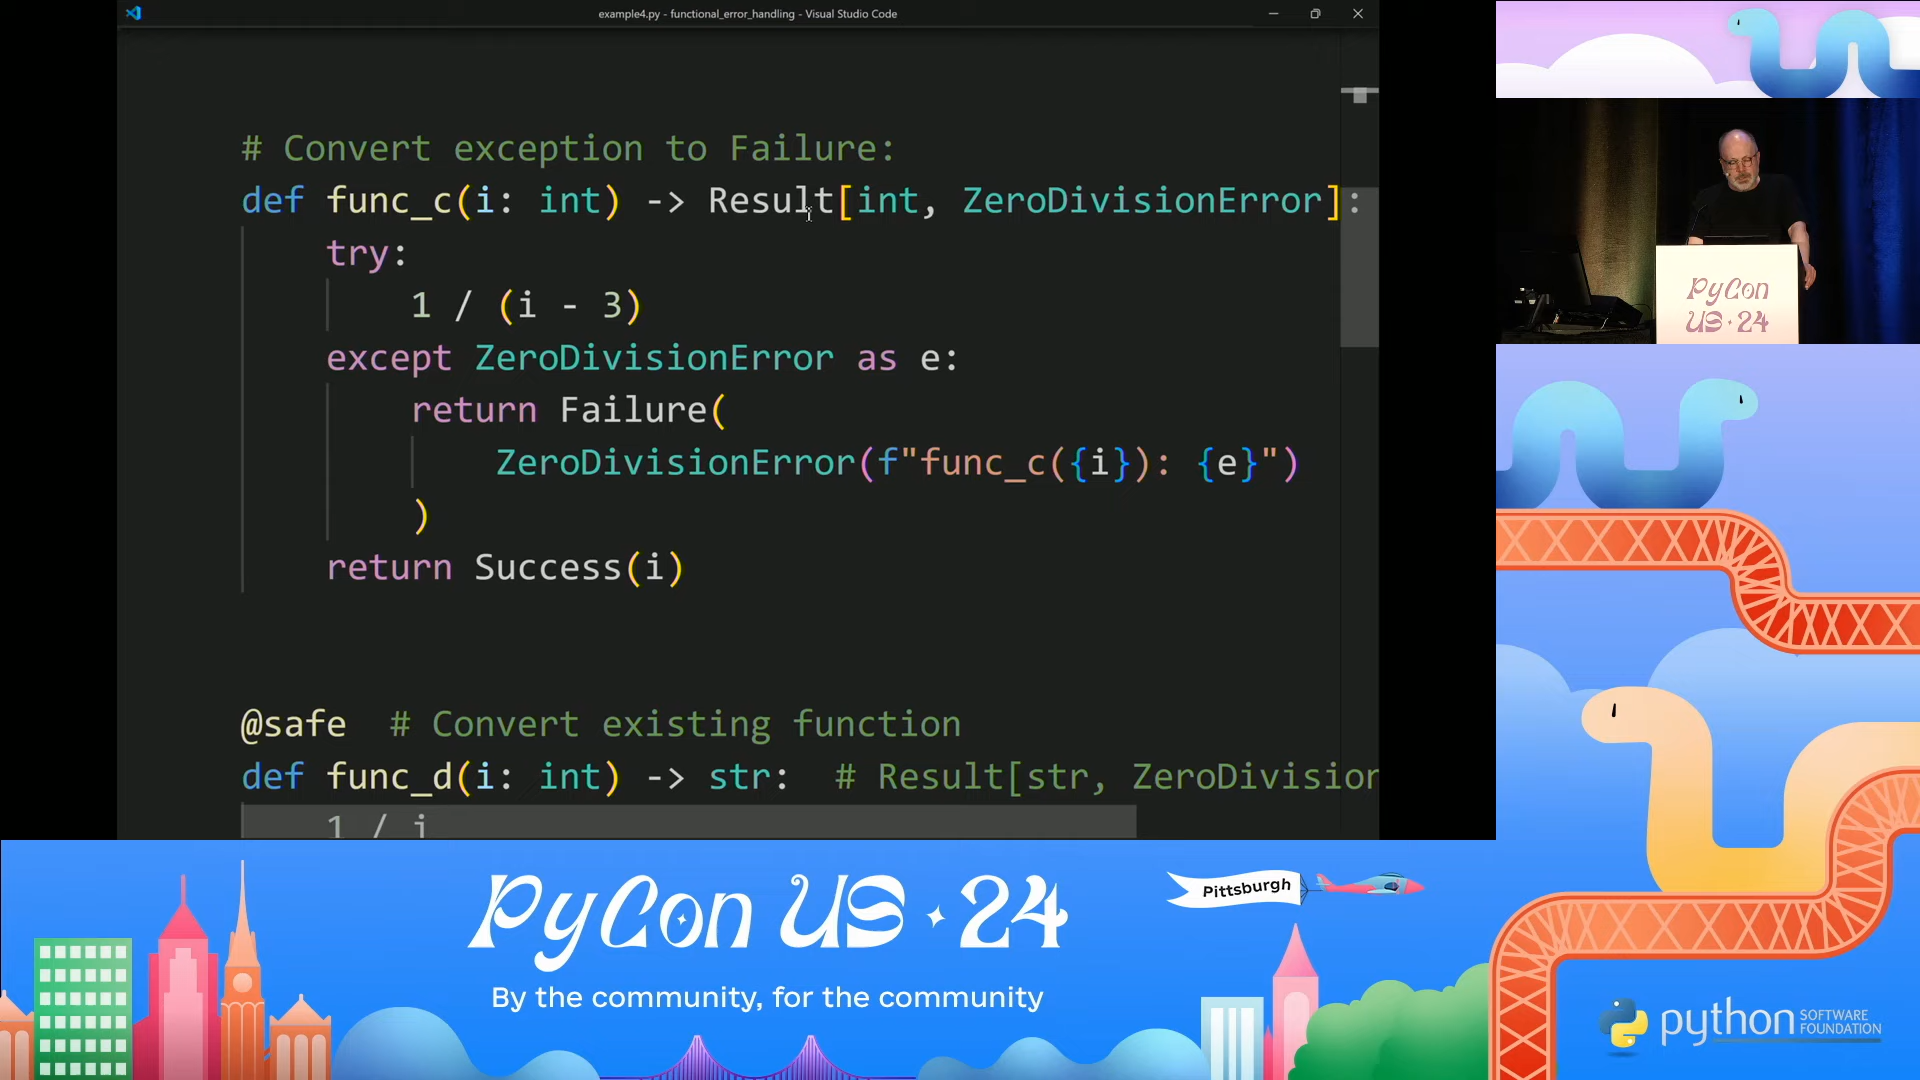 example4.py - functional_error_handling - Visual Studio Code
# Convert exception to Failure:
def func_c(i: int) -> Result[int, ZeroDivisionError]:
    try:
        1 / (i - 3)
    except ZeroDivisionError as e:
        return Failure(
            ZeroDivisionError(f"func_c({i}): {e}")
        )
    return Success(i)
@safe  # Convert existing function
def func_d(i: int) -> str:  # Result[str, ZeroDivision
    1 / i
PyCon
US · 24
PyCon US · 24
Pittsburgh
By the community, for the community
python
SOFTWARE
FOUNDATION